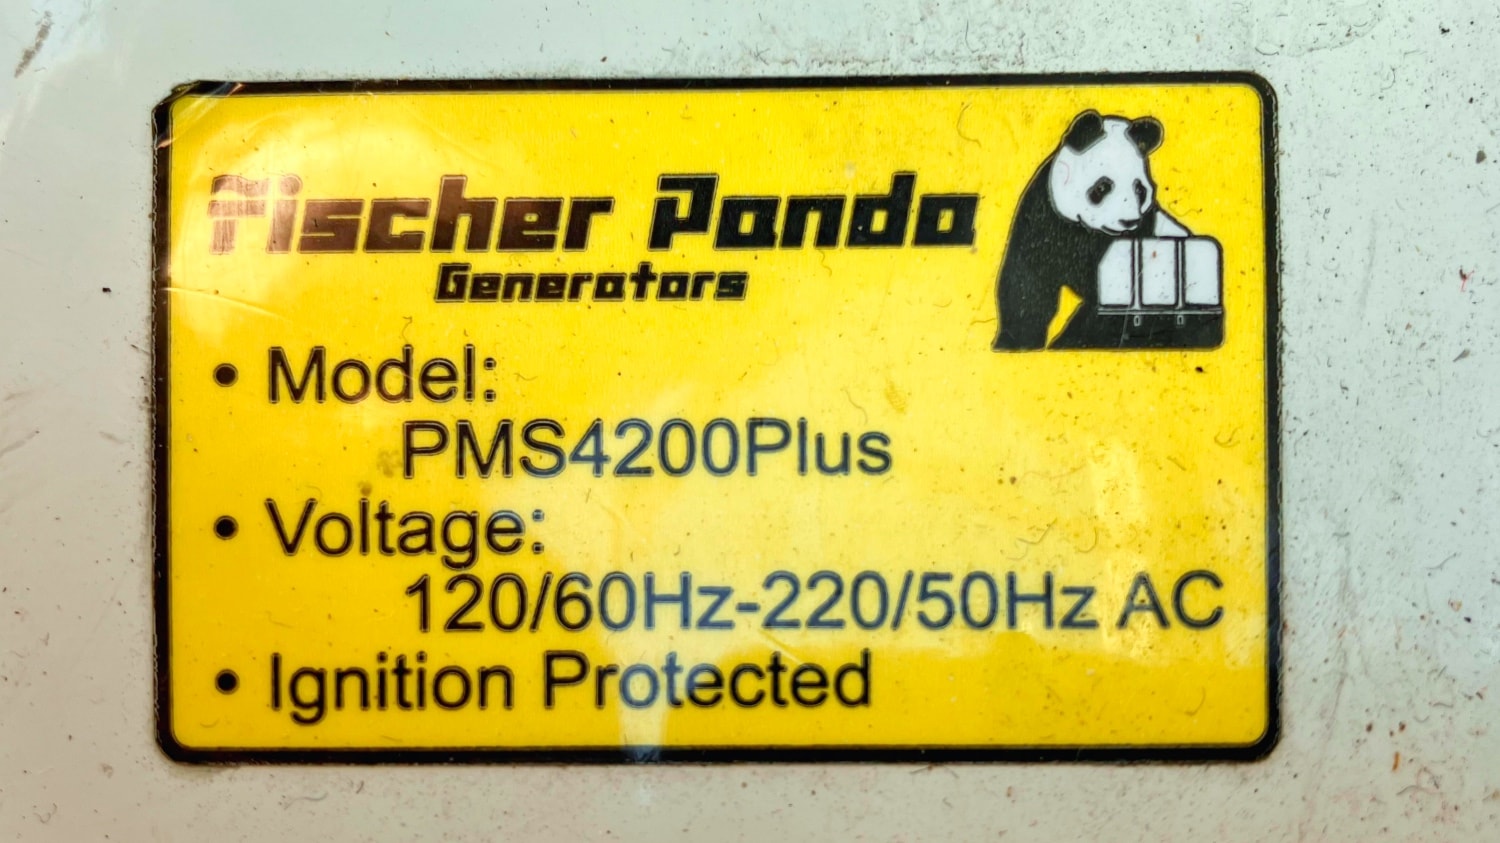 Fischer Panda
Generators
• Model:
PMS4200Plus
• Voltage:
120/60Hz-220/50Hz AC
• Ignition Protected